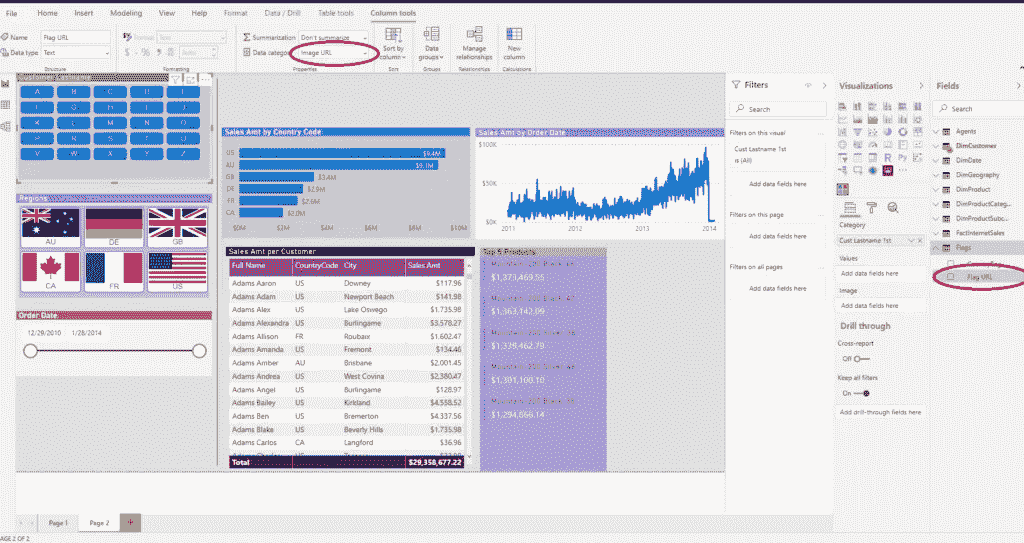 File Home Insert Modeling View Help Format Data / Drill Table tools Column tools
Name Flag URL
Data type Text
Structure
Format Text
$ % Auto
Formatting
Summarization Don't summarize
Data category Image URL
Properties
Sort by column
Sort
Data groups
Groups
Manage relationships
Relationships
New column
Calculations
A B C D
J
K L M N O
P R S T
V W Y Z
Regions
AU DE GB
CA FR US
Order Date
12/29/2010 1/28/2014
Sales Amt by Country Code
US $9.4M
AU $9.1M
GB $3.4M
DE $2.9M
FR $2.6M
CA $2.0M
$0M $2M $4M $6M $8M $10M
Sales Amt by Order Date
$100K
$50K
$0K
2011 2012 2013 2014
Sales Amt per Customer
Full Name CountryCode City Sales Amt
Adams Aaron US Downey $117.96
Adams Adam US Newport Beach $141.98
Adams Alex US Lake Oswego $1,735.98
Adams Alexandra US Burlingame $3,578.27
Adams Allison FR Roubaix $1,602.47
Adams Amanda US Fremont $134.46
Adams Amber AU Brisbane $2,001.45
Adams Andrea US West Covina $2,380.47
Adams Angel US Burlingame $128.97
Adams Bailey US Kirkland $4,538.52
Adams Ben US Bremerton $4,337.56
Adams Blake US Beverly Hills $1,735.98
Adams Carlos CA Langford $36.96
Total $29,358,677.22
Top 5 Products
$1,373,469.55
$1,363,142.09
$1,339,462.79
$1,301,100.10
$1,294,866.14
Filters
Search
Filters on this visual
Cust Lastname 1st
is (All)
Add data fields here
Filters on this page
Add data fields here
Filters on all pages
Add data fields here
Visualizations
Category
Cust Lastname 1st
Values
Add data fields here
Image
Add data fields here
Drill through
Cross-report
Off
Keep all filters
On
Add drill-through fields here
Fields
Search
Agents
DimCustomer
DimDate
DimGeography
DimProduct
DimProductCateg...
DimProductSubc...
FactInternetSales
Flags
Flag URL
Page 1 Page 2 +
AGE 2 OF 2